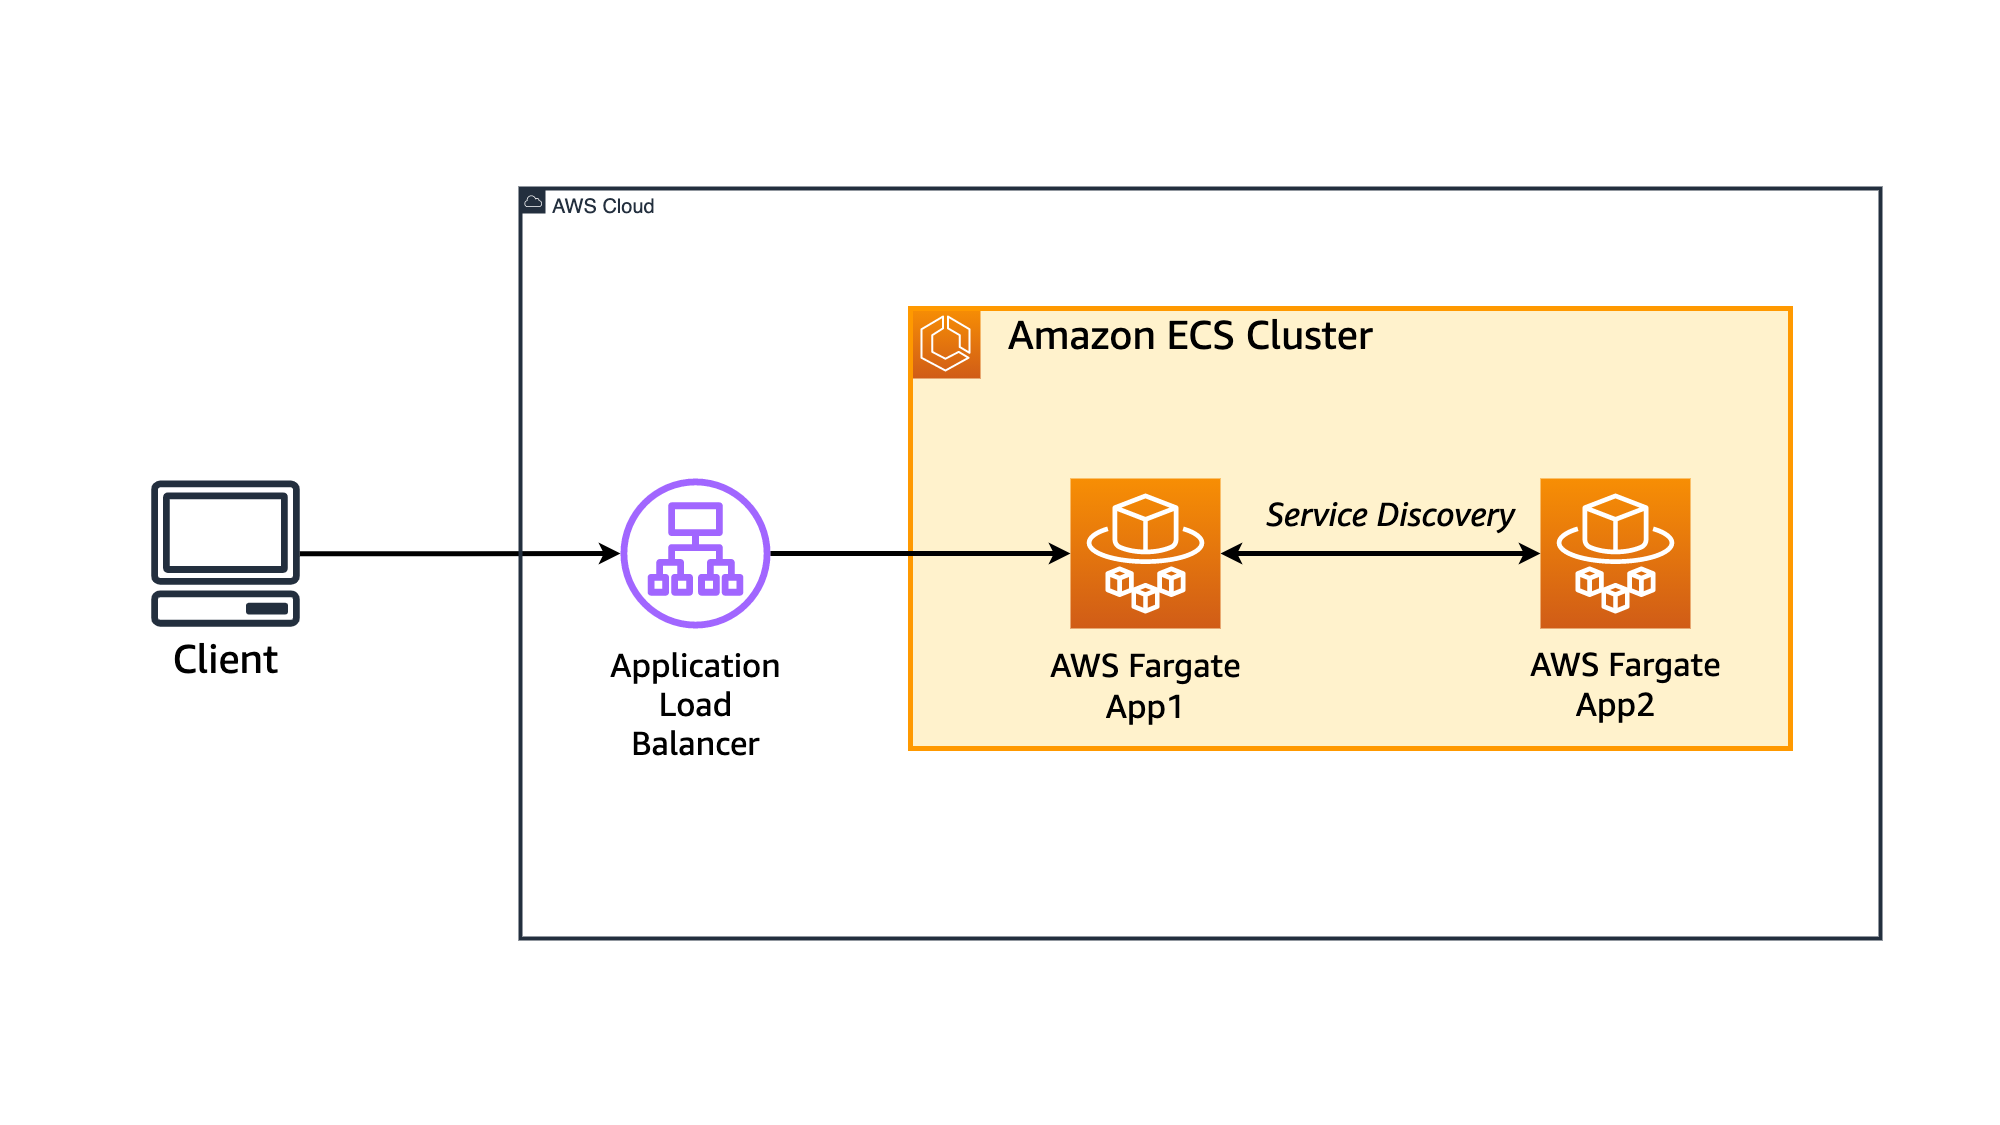 AWS Cloud
Amazon ECS Cluster
Service Discovery
Client
Application
Load
Balancer
AWS Fargate
App1
AWS Fargate
App2